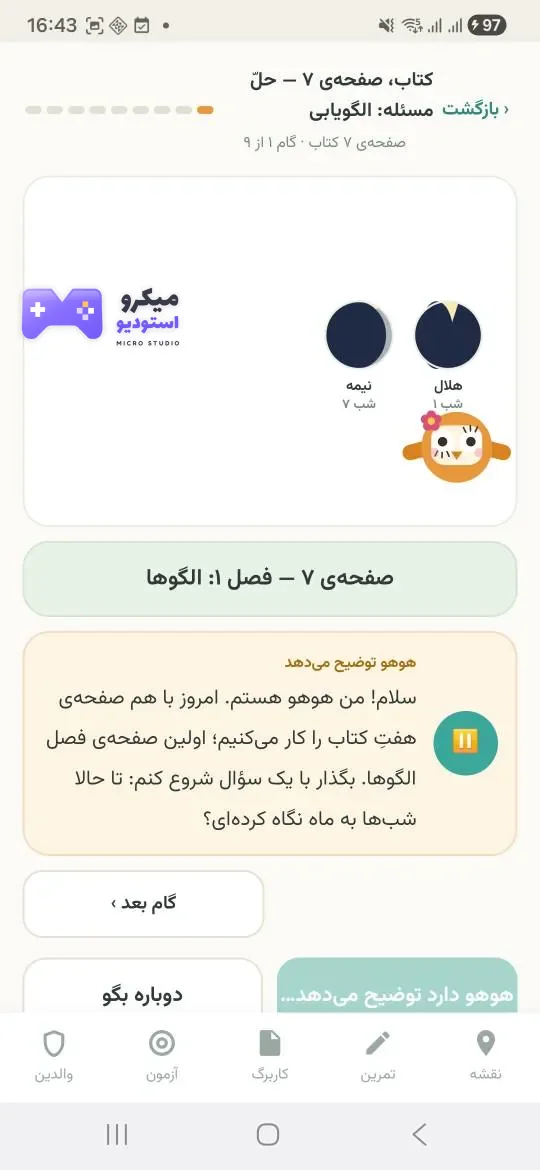 16:43
97
کتاب، صفحه‌ی ۷ – حلّ
مسئله: الگویابی
‹ بازگشت
صفحه‌ی ۷ کتاب · گام ۱ از ۹
میکرو
استودیو
MICRO STUDIO
هلال
شب ۱
نیمه
شب ۷
صفحه‌ی ۷ – فصل ۱: الگوها
هوهو توضیح می‌دهد
سلام! من هوهو هستم. امروز با هم صفحه‌ی
هفتِ کتاب را کار می‌کنیم؛ اولین صفحه‌ی فصل
الگوها. بگذار با یک سؤال شروع کنم: تا حالا
شب‌ها به ماه نگاه کرده‌ای؟
گام بعد ›
هوهو دارد توضیح می‌دهد...
دوباره بگو
نقشه
تمرین
کاربرگ
آزمون
والدین